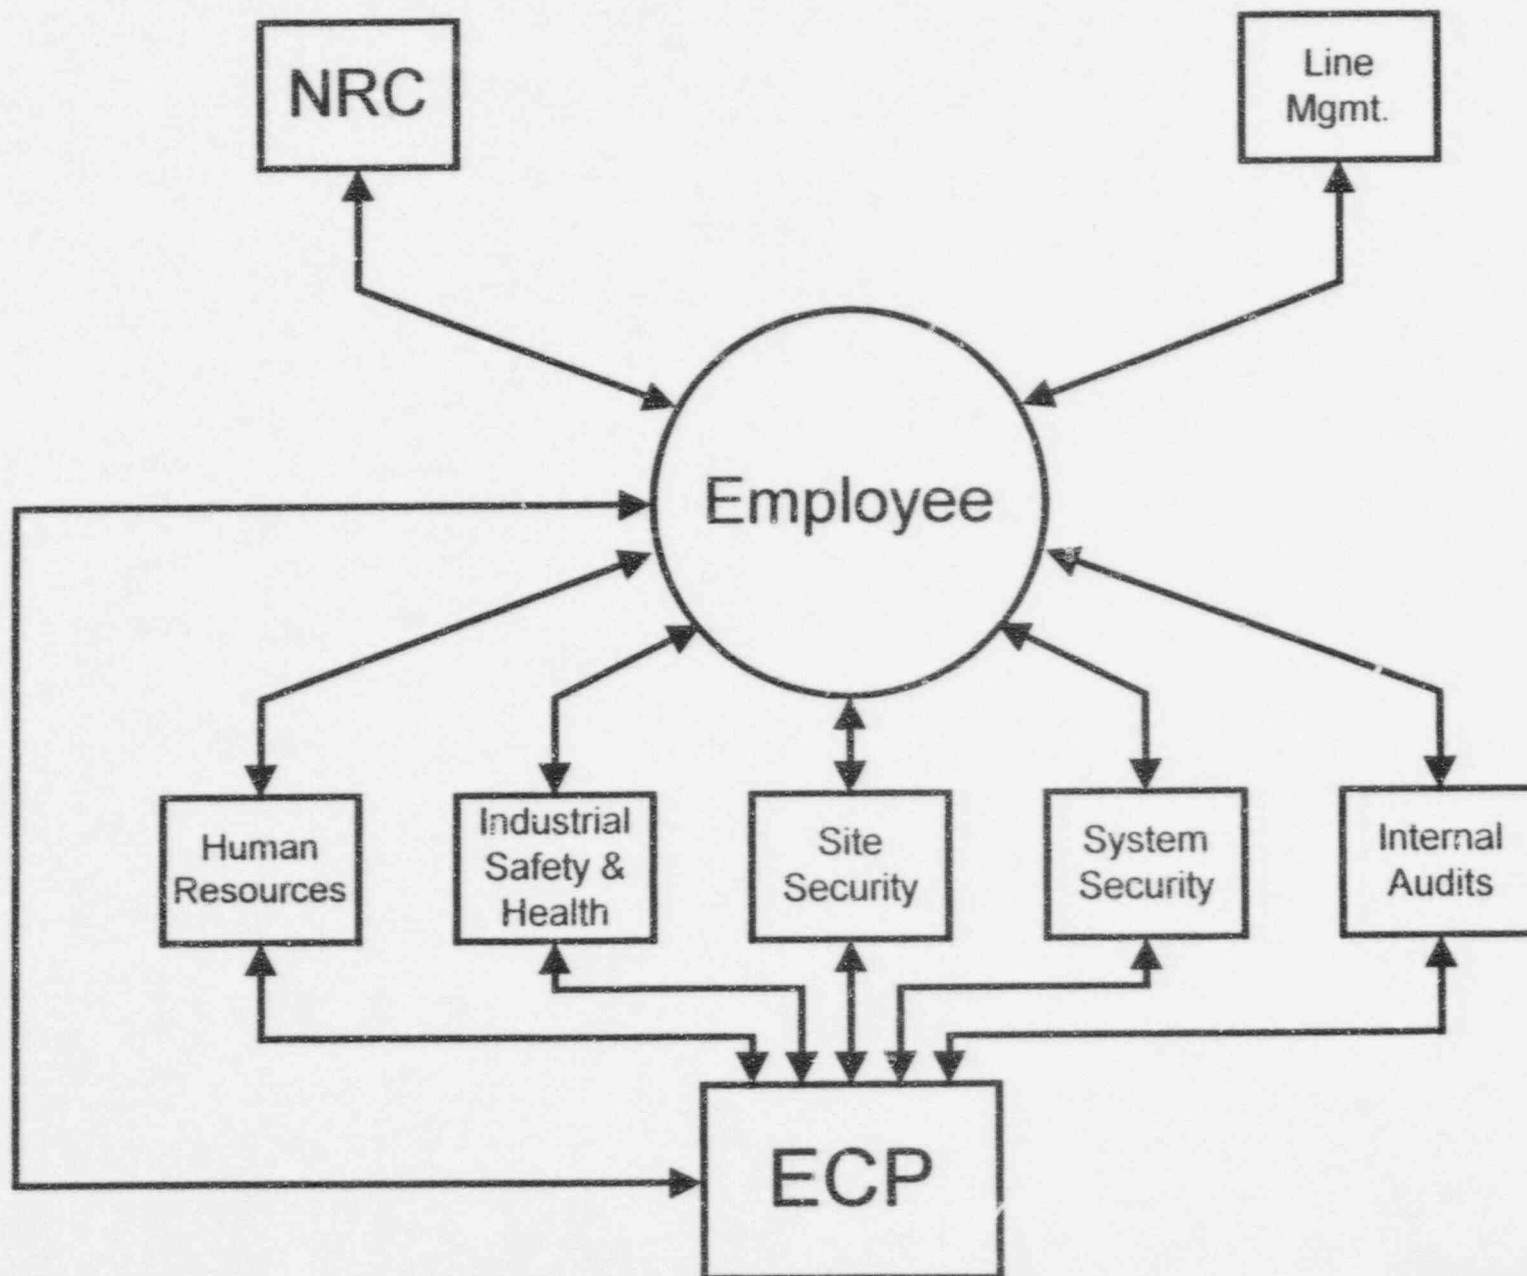 NRC
Line
Mgmt.
Employee
Human
Resources
Industrial
Safety &
Health
Site
Security
System
Security
Internal
Audits
ECP